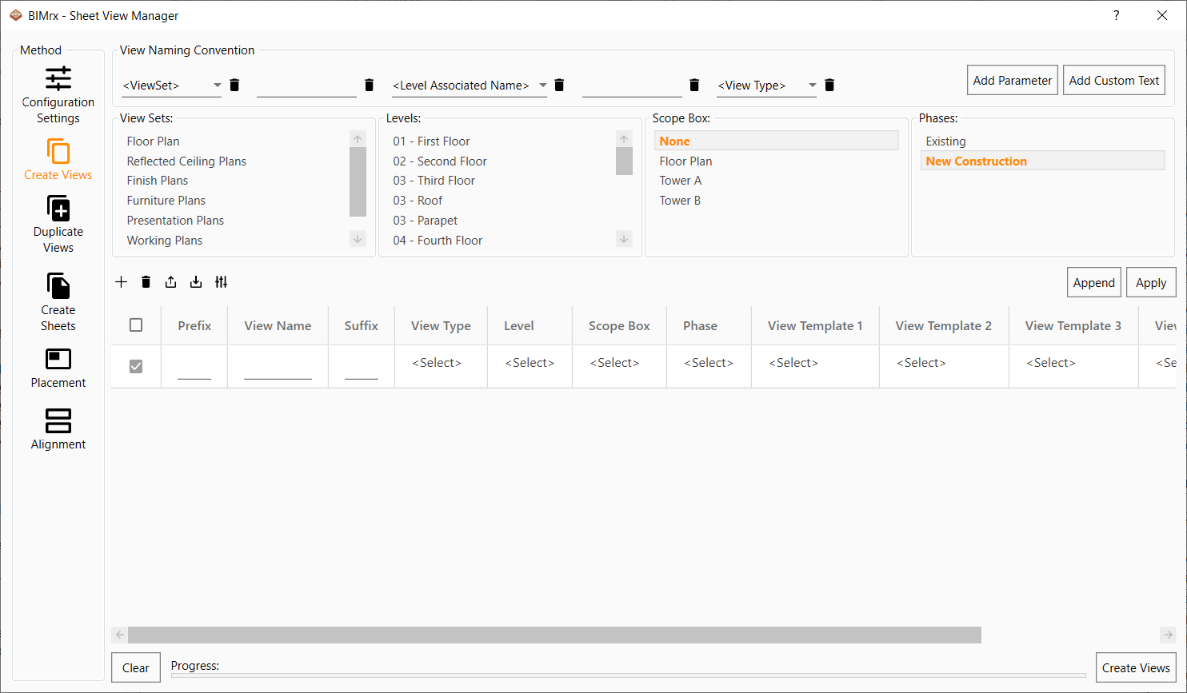 BIMrx - Sheet View Manager
?
Method
Configuration
Settings
Create Views
Duplicate
Views
Create
Sheets
Placement
Alignment
View Naming Convention
<ViewSet>
<Level Associated Name>
<View Type>
Add Parameter
Add Custom Text
View Sets:
Floor Plan
Reflected Ceiling Plans
Finish Plans
Furniture Plans
Presentation Plans
Working Plans
Levels:
01 - First Floor
02 - Second Floor
03 - Third Floor
03 - Roof
03 - Parapet
04 - Fourth Floor
Scope Box:
None
Floor Plan
Tower A
Tower B
Phases:
Existing
New Construction
Append
Apply
Prefix View Name Suffix View Type Level Scope Box Phase View Template 1 View Template 2 View Template 3 Viev
<Select> <Select> <Select> <Select> <Select> <Select> <Select> <Se
Clear
Progress:
Create Views